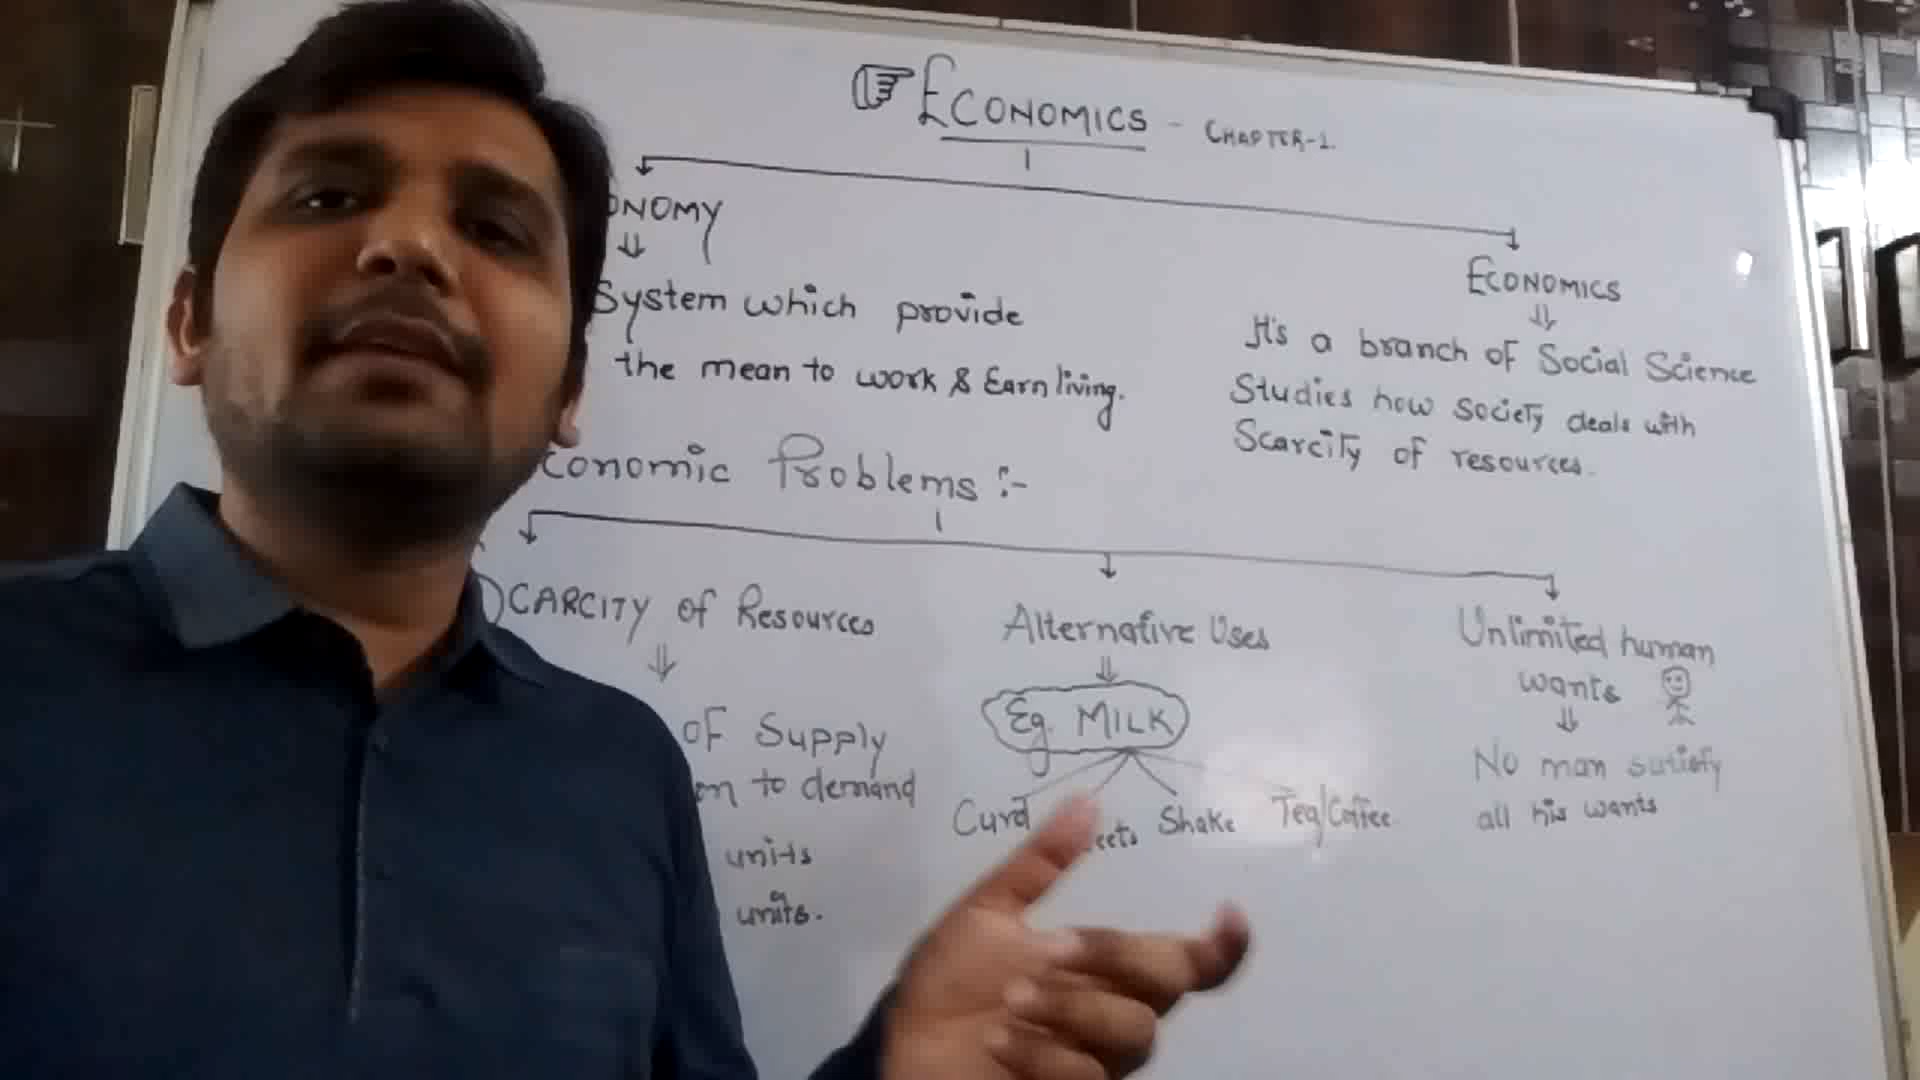 ECONOMICS - CHAPTER-1.
ONOMY
System which provide
the mean to work & Earn living.
ECONOMICS
It's a branch of Social Science
Studies how society deals with
Scarcity of resources.
conomic Problems :-
CARCITY of Resources
of Supply
to demand
units
units.
Alternative Uses
Eg. MILK
Curd
Shake
Tea/Coffee
Unlimited human
wants
No man satisfy
all his wants